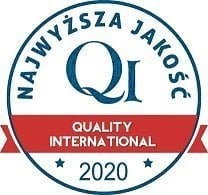 NAJWYŻSZA JAKOŚĆ
QI
QUALITY
INTERNATIONAL
2020